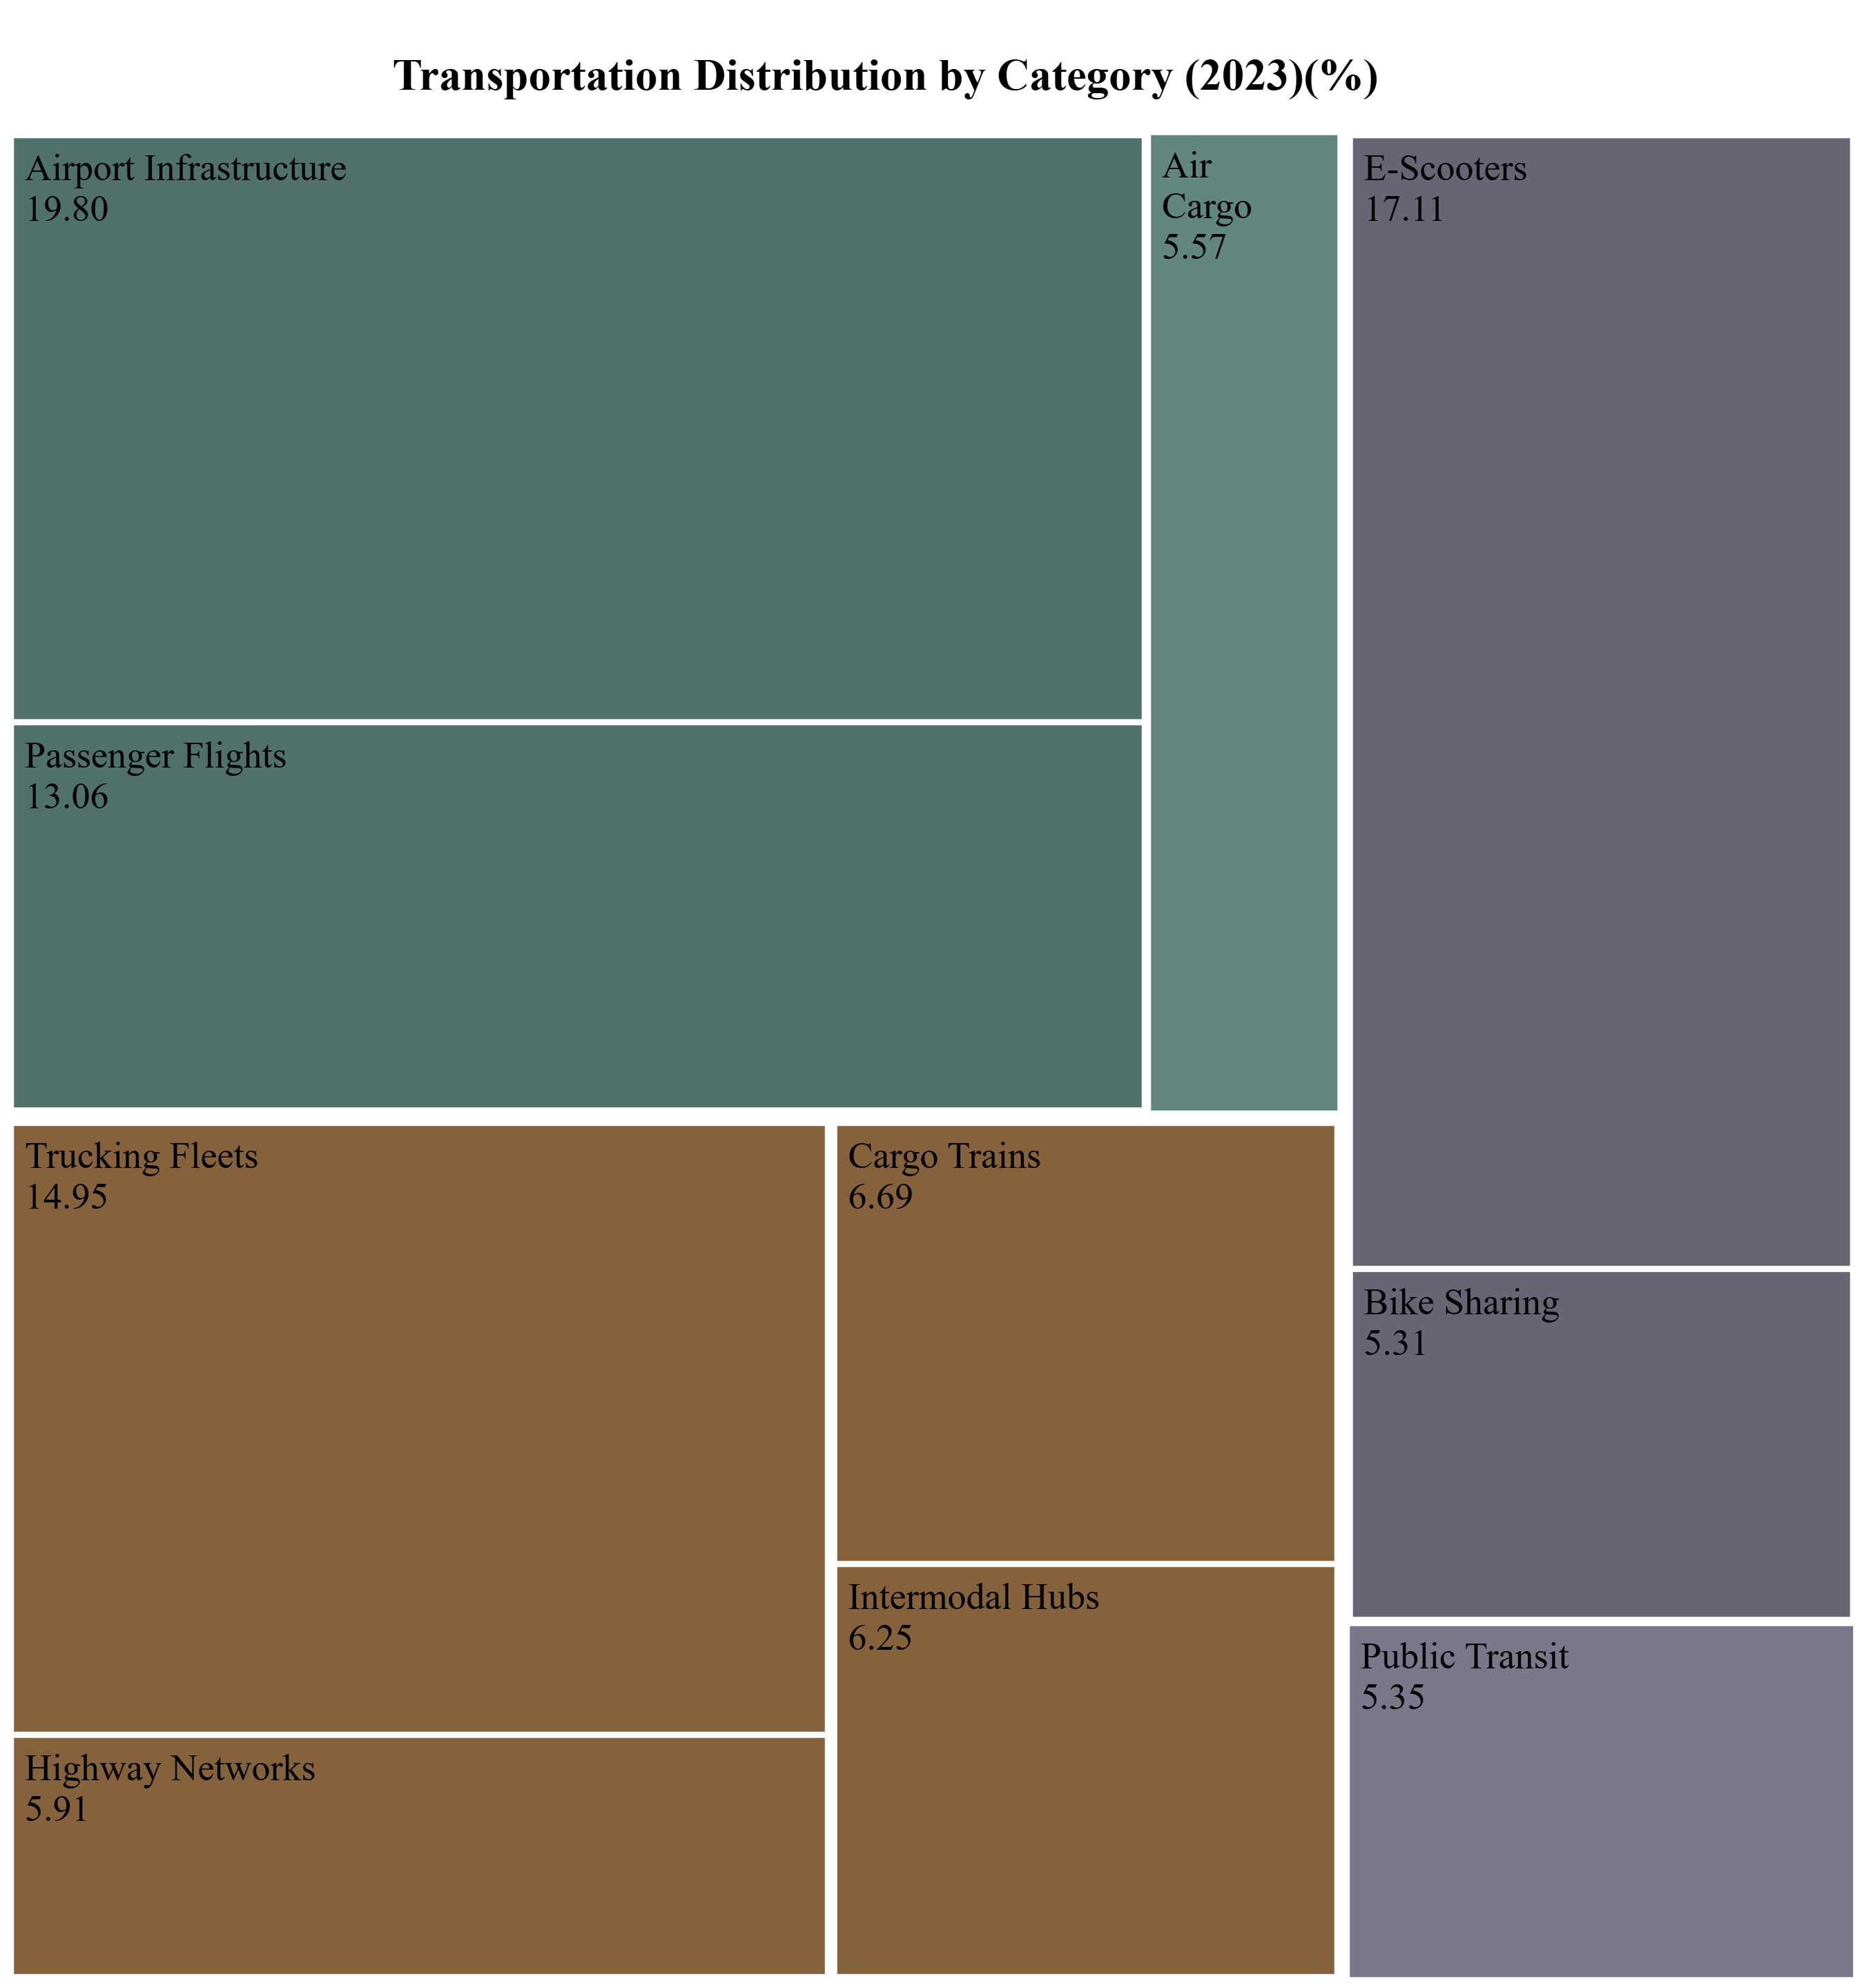 Transportation Distribution by Category (2023)(%)
Airport Infrastructure
19.80
Air
Cargo
5.57
E-Scooters
17.11
Passenger Flights
13.06
Trucking Fleets
14.95
Cargo Trains
6.69
Bike Sharing
5.31
Intermodal Hubs
6.25
Public Transit
5.35
Highway Networks
5.91